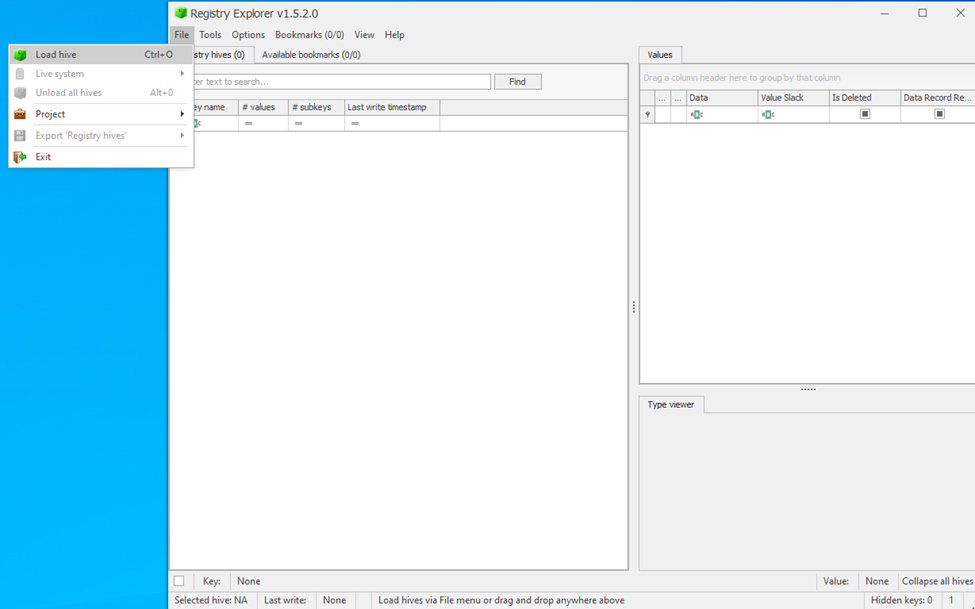 Registry Explorer v1.5.2.0
File Tools Options Bookmarks (0/0) View Help
Load hive Ctrl+O
Live system
Unload all hives Alt+0
Project
Export 'Registry hives'
Exit
stry hives (0) Available bookmarks (0/0)
er text to search... Find
ey name # values # subkeys Last write timestamp
= = =
Values
Drag a column header here to group by that column
... ... Data Value Slack Is Deleted Data Record Re...
Type viewer
Key: None Value: None Collapse all hives
Selected hive: NA Last write: None Load hives via File menu or drag and drop anywhere above Hidden keys: 0 1